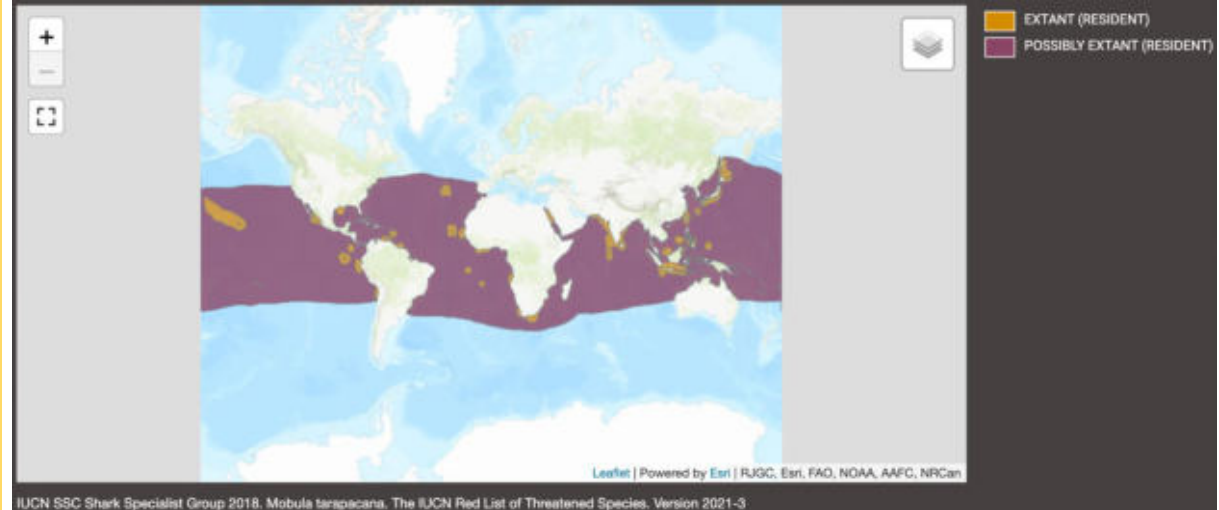 +
EXTANT (RESIDENT)
POSSIBLY EXTANT (RESIDENT)
Leaflet | Powered by Esri | RJGC, Esri, FAO, NOAA, AAFC, NRCan
IUCN SSC Shark Specialist Group 2018. Mobula tarapacana. The IUCN Red List of Threatened Species. Version 2021-3